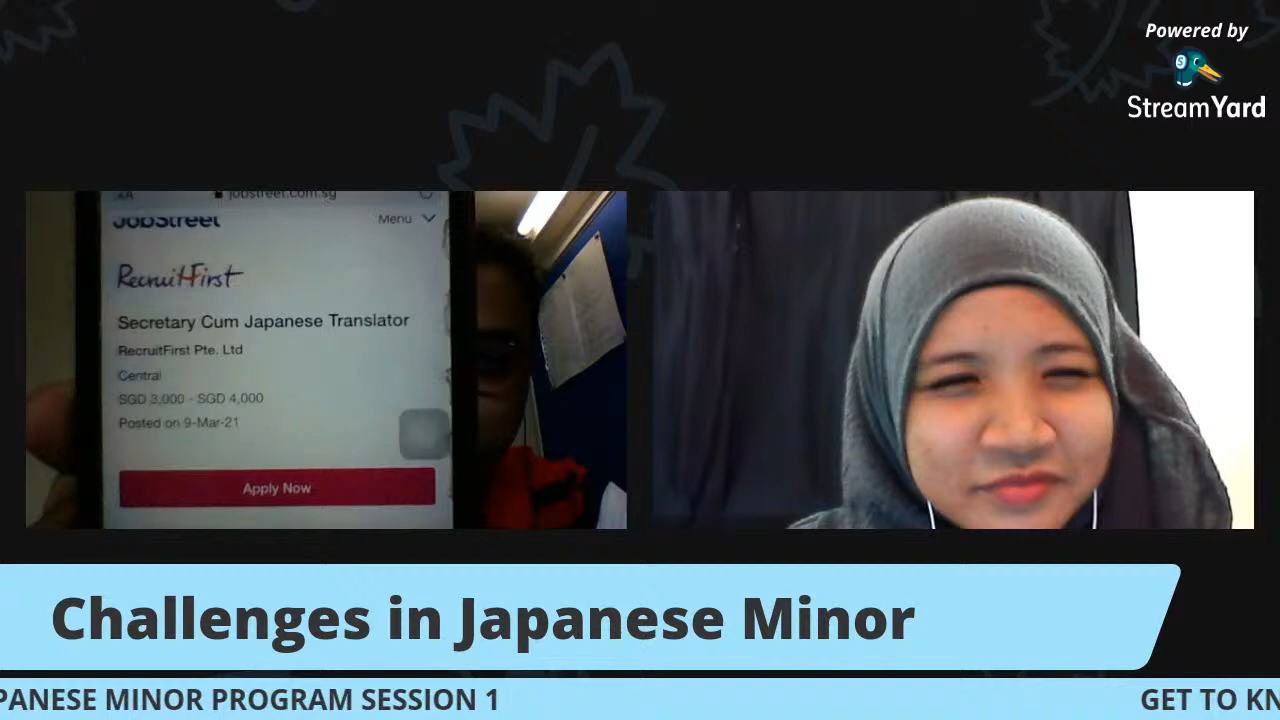 Powered by
StreamYard
AA
jobstreet.com.sg
JobStreet
Menu
RecruitFirst
Secretary Cum Japanese Translator
RecruitFirst Pte. Ltd
Central
SGD 3,000 - SGD 4,000
Posted on 9-Mar-21
Apply Now
Challenges in Japanese Minor
PANESE MINOR PROGRAM SESSION 1
GET TO KN